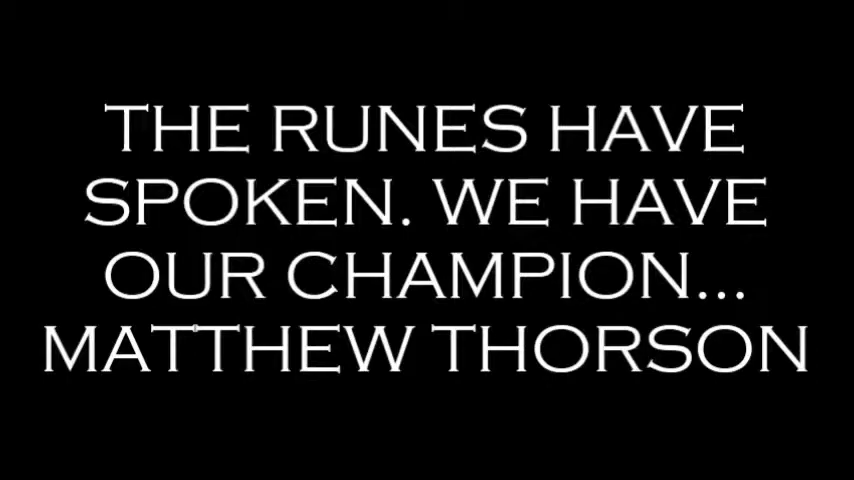 THE RUNES HAVE
SPOKEN. WE HAVE
OUR CHAMPION...
MATTHEW THORSON